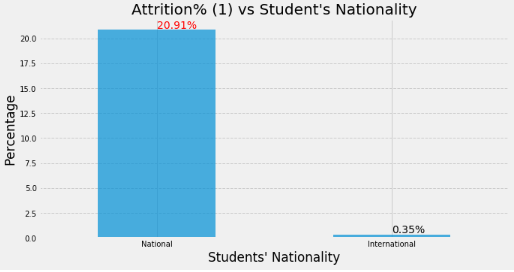 Attrition% (1) vs Student's Nationality
20.91%
20.0
17.5
15.0
12.5
10.0
7.5
5.0
2.5
0.0
Percentage
0.35%
National
International
Students' Nationality